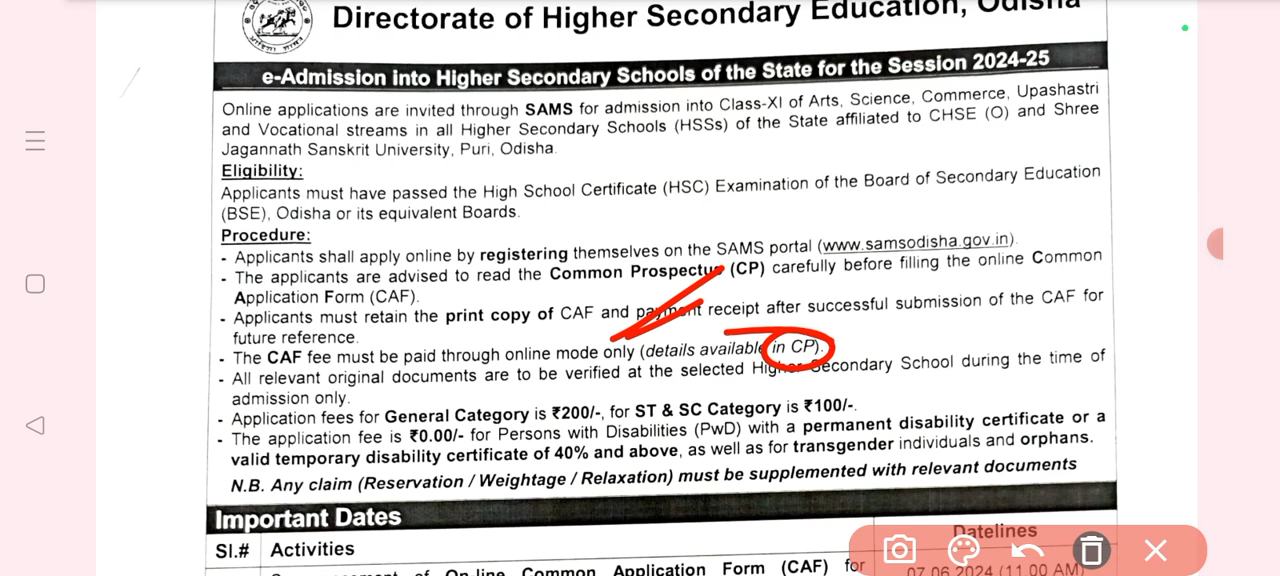 Directorate of Higher Secondary Education, Odisha
e-Admission into Higher Secondary Schools of the State for the Session 2024-25
Online applications are invited through SAMS for admission into Class-XI of Arts, Science, Commerce, Upashastri
and Vocational streams in all Higher Secondary Schools (HSSs) of the State affiliated to CHSE (O) and Shree
Jagannath Sanskrit University, Puri, Odisha.
Eligibility:
Applicants must have passed the High School Certificate (HSC) Examination of the Board of Secondary Education
(BSE), Odisha or its equivalent Boards.
Procedure:
- Applicants shall apply online by registering themselves on the SAMS portal (www.samsodisha.gov.in).
- The applicants are advised to read the Common Prospectus (CP) carefully before filling the online Common
Application Form (CAF).
- Applicants must retain the print copy of CAF and payment receipt after successful submission of the CAF for
future reference.
- The CAF fee must be paid through online mode only (details available in CP).
- All relevant original documents are to be verified at the selected Higher Secondary School during the time of
admission only.
- Application fees for General Category is ₹200/-, for ST & SC Category is ₹100/-.
- The application fee is ₹0.00/- for Persons with Disabilities (PwD) with a permanent disability certificate or a
valid temporary disability certificate of 40% and above, as well as for transgender individuals and orphans.
N.B. Any claim (Reservation / Weightage / Relaxation) must be supplemented with relevant documents
Important Dates
Sl.# Activities Datelines
of On-line Common Application Form (CAF) for 07.06.2024 (11.00 AM)